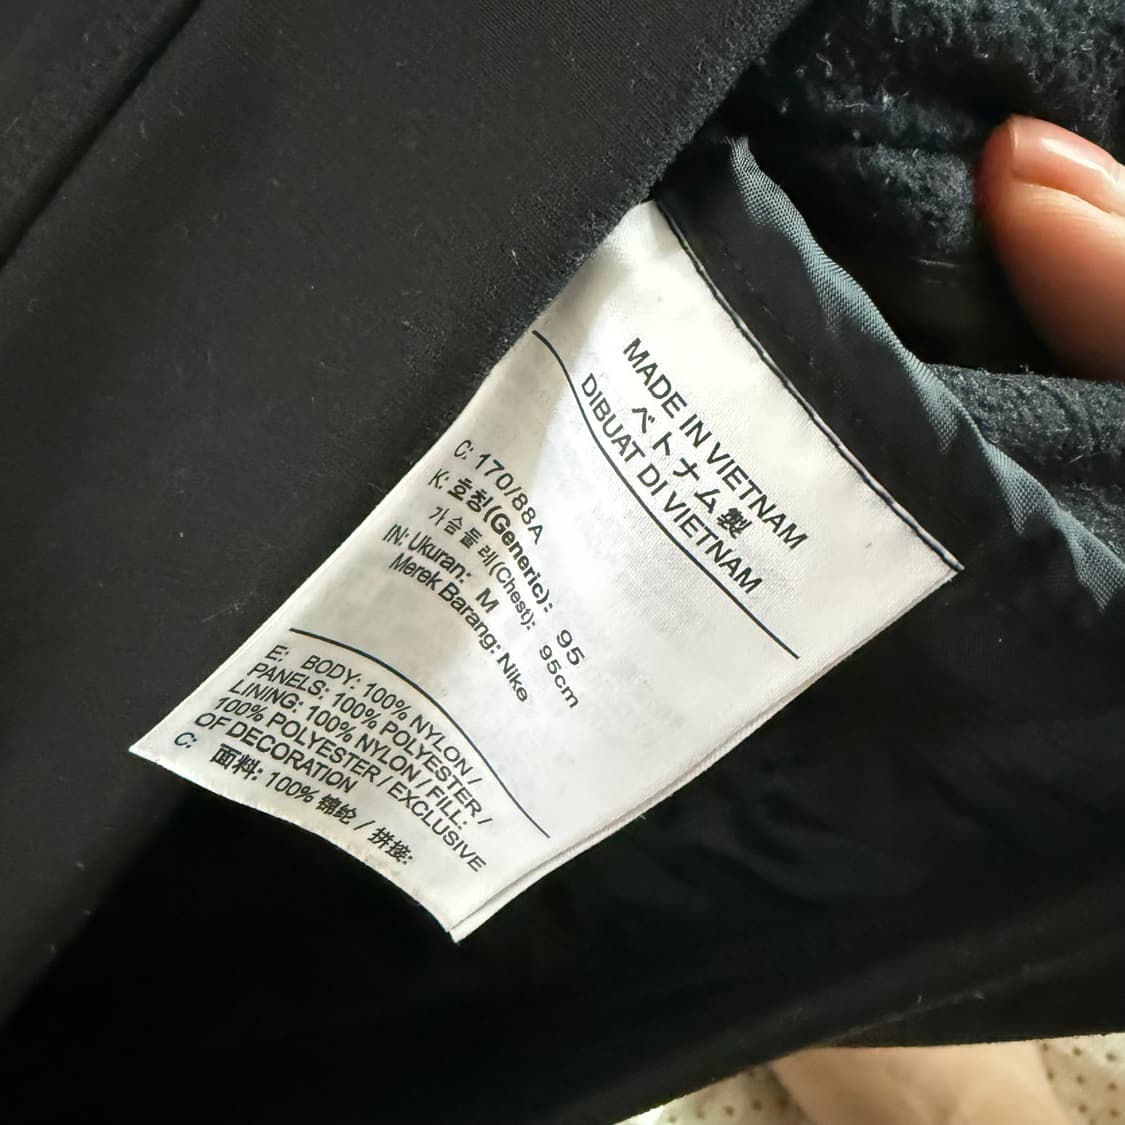 MADE IN VIETNAM
ベトナム製
DIBUAT DI VIETNAM
C: 170/88A
K: 호칭(Generic): 95
가슴둘레(Chest): 95cm
IN: Ukuran: M
Merek Barang: Nike
E: BODY: 100% NYLON /
PANELS: 100% POLYESTER /
LINING: 100% NYLON / FILL:
100% POLYESTER / EXCLUSIVE
OF DECORATION
C: 面料: 100% 锦纶 / 拼接: